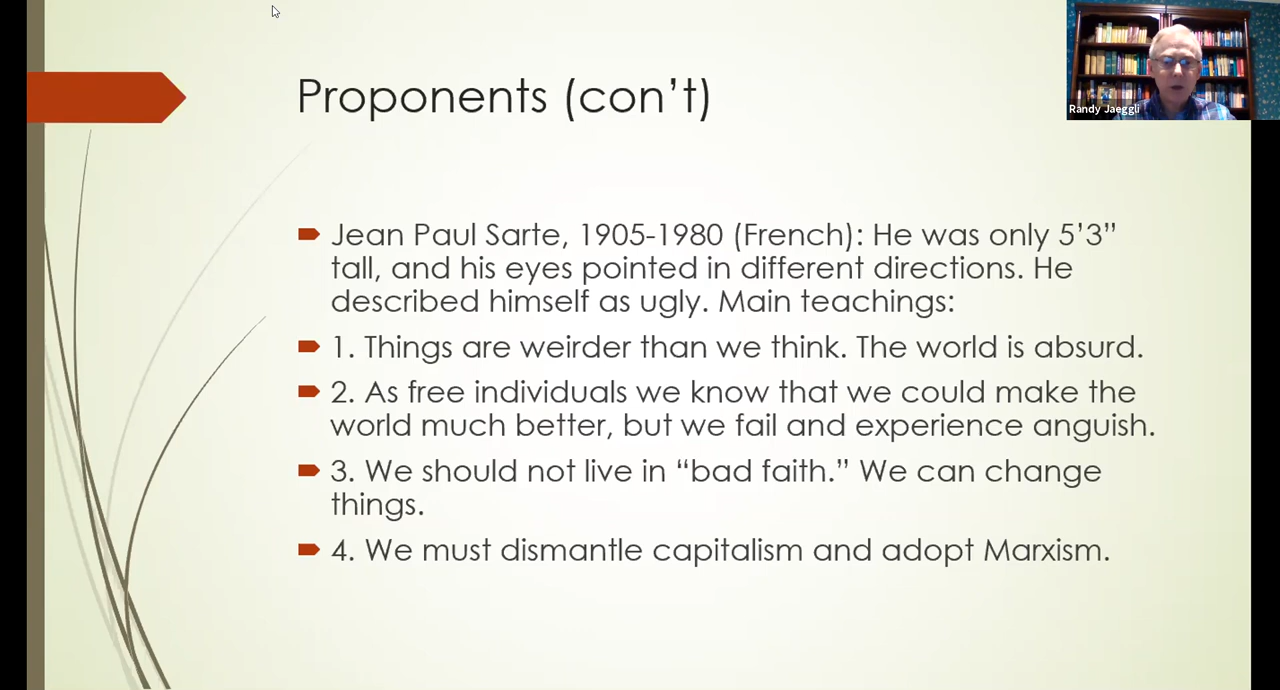 Proponents (con’t)
Randy Jaeggli
Jean Paul Sarte, 1905-1980 (French): He was only 5’3”
tall, and his eyes pointed in different directions. He
described himself as ugly. Main teachings:
1. Things are weirder than we think. The world is absurd.
2. As free individuals we know that we could make the
world much better, but we fail and experience anguish.
3. We should not live in “bad faith.” We can change
things.
4. We must dismantle capitalism and adopt Marxism.